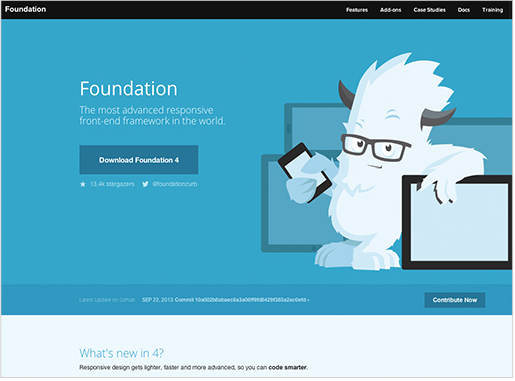 Foundation
Features Add-ons Case Studies Docs Training
Foundation
The most advanced responsive
front-end framework in the world.
Download Foundation 4
13.4k stargazers @foundationzurb
Latest Update on Github SEP 22, 2013 Commit
Contribute Now
What's new in 4?
Responsive design gets lighter, faster and more advanced, so you can code smarter.